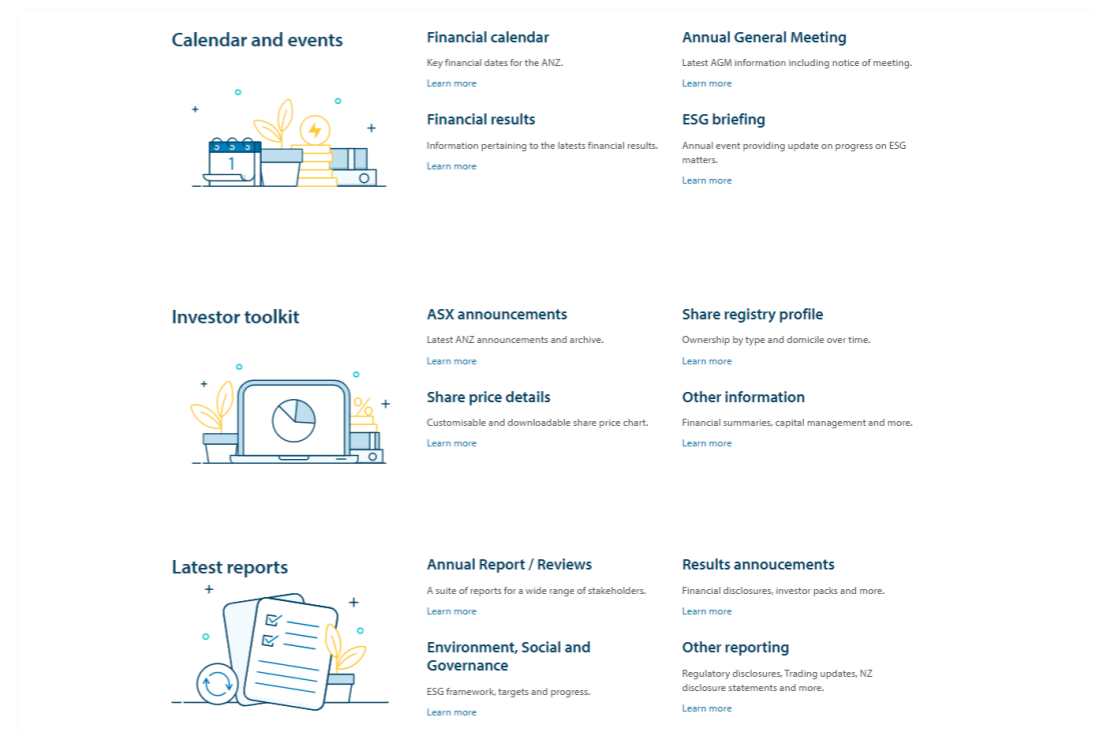 Calendar and events
Financial calendar
Key financial dates for the ANZ.
Learn more
Annual General Meeting
Latest AGM information including notice of meeting.
Learn more
Financial results
Information pertaining to the latests financial results.
Learn more
ESG briefing
Annual event providing update on progress on ESG
matters.
Learn more
1
Investor toolkit
ASX announcements
Latest ANZ announcements and archive.
Learn more
Share registry profile
Ownership by type and domicile over time.
Learn more
Share price details
Customisable and downloadable share price chart.
Learn more
Other information
Financial summaries, capital management and more.
Learn more
%
Latest reports
Annual Report / Reviews
A suite of reports for a wide range of stakeholders.
Learn more
Results annoucements
Financial disclosures, investor packs and more.
Learn more
Environment, Social and
Governance
ESG framework, targets and progress.
Learn more
Other reporting
Regulatory disclosures, Trading updates, NZ
disclosure statements and more.
Learn more